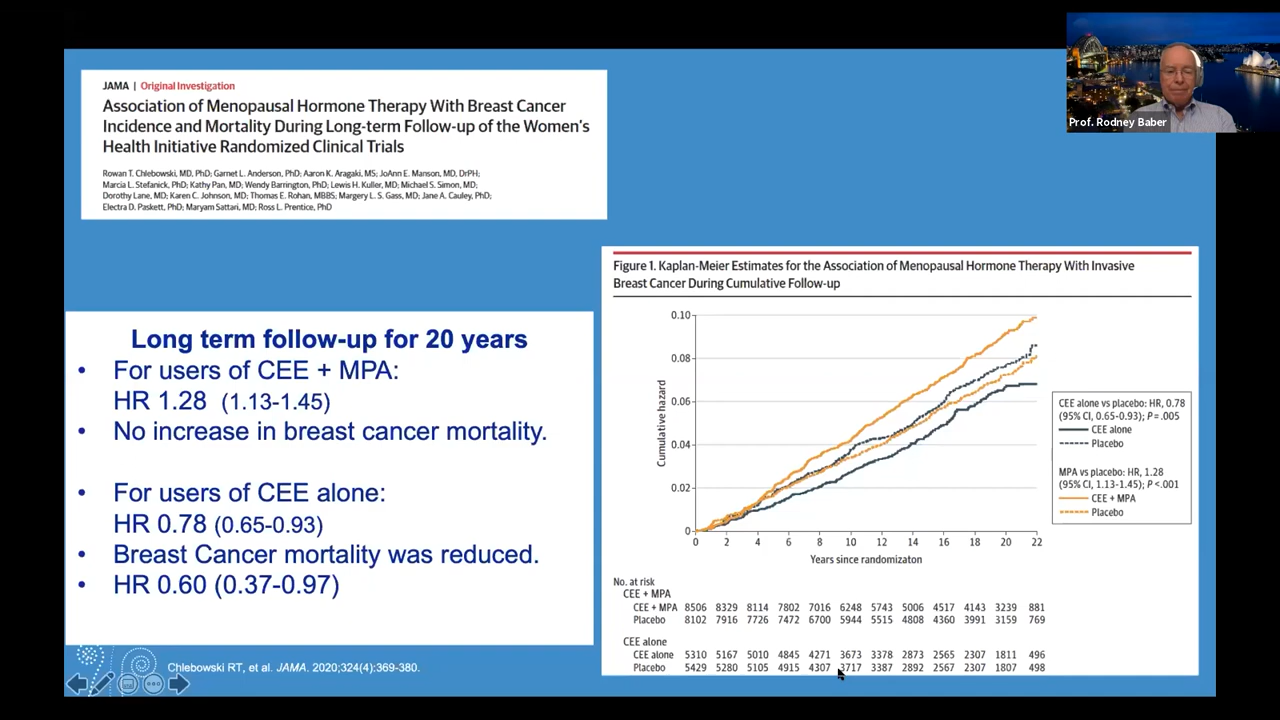 Prof. Rodney Baber
JAMA | Original Investigation
Association of Menopausal Hormone Therapy With Breast Cancer
Incidence and Mortality During Long-term Follow-up of the Women's
Health Initiative Randomized Clinical Trials
Rowan T. Chlebowski, MD, PhD; Garnet L. Anderson, PhD; Aaron K. Aragaki, MS; JoAnn E. Manson, MD, DrPH;
Marcia L. Stefanick, PhD; Kathy Pan, MD; Wendy Barrington, PhD; Lewis H. Kuller, MD; Michael S. Simon, MD;
Dorothy Lane, MD; Karen C. Johnson, MD; Thomas E. Rohan, MBBS; Margery L. S. Gass, MD; Jane A. Cauley, PhD;
Electra D. Paskett, PhD; Maryam Sattari, MD; Ross L. Prentice, PhD
Long term follow-up for 20 years
• For users of CEE + MPA:
HR 1.28 (1.13-1.45)
• No increase in breast cancer mortality.
• For users of CEE alone:
HR 0.78 (0.65-0.93)
• Breast Cancer mortality was reduced.
• HR 0.60 (0.37-0.97)
Chlebowski RT, et al. JAMA. 2020;324(4):369-380.
Figure 1. Kaplan-Meier Estimates for the Association of Menopausal Hormone Therapy With Invasive
Breast Cancer During Cumulative Follow-up
Cumulative hazard
0.10
0.08
0.06
0.04
0.02
0
0 2 4 6 8 10 12 14 16 18 20 22
Years since randomizaton
CEE alone vs placebo: HR, 0.78
(95% CI, 0.65-0.93); P = .005
CEE alone
Placebo
MPA vs placebo: HR, 1.28
(95% CI, 1.13-1.45); P <.001
CEE + MPA
Placebo
No. at risk
CEE + MPA
CEE + MPA 8506 8329 8114 7802 7016 6248 5743 5006 4517 4143 3239 881
Placebo 8102 7916 7726 7472 6700 5944 5515 4808 4360 3991 3159 769
CEE alone
CEE alone 5310 5167 5010 4845 4271 3673 3378 2873 2565 2307 1811 496
Placebo 5429 5280 5105 4915 4307 3717 3387 2892 2567 2307 1807 498